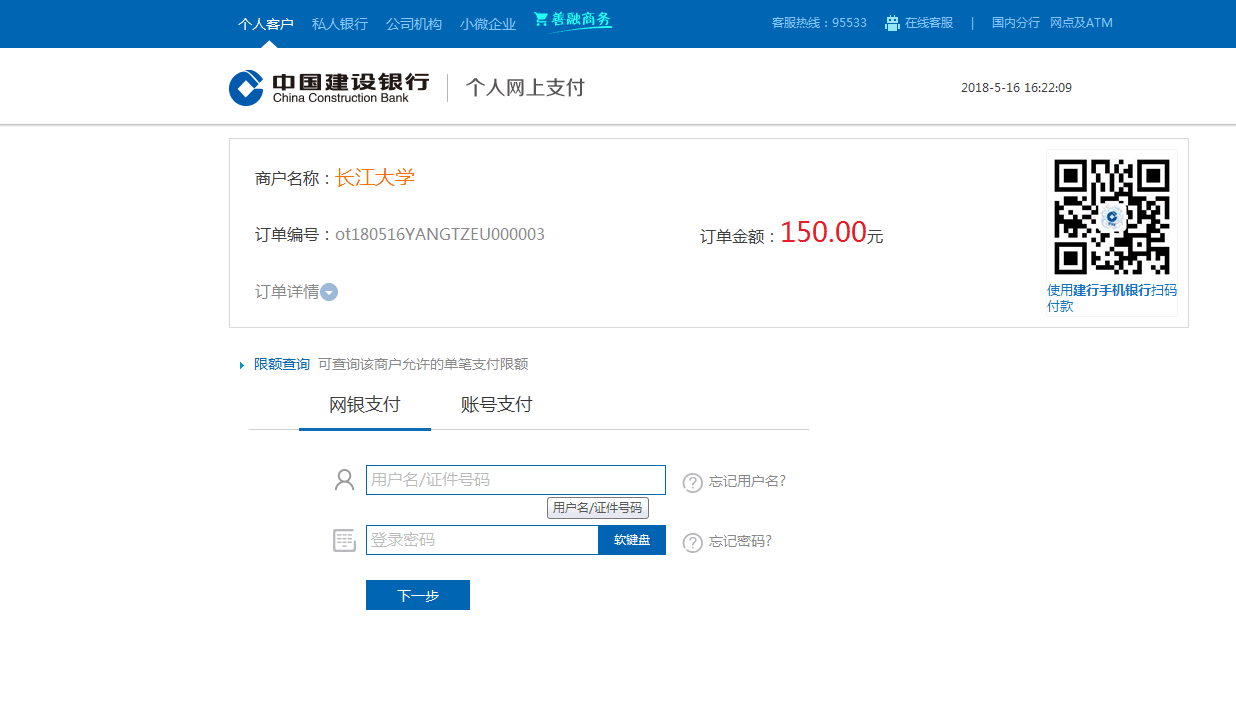 个人客户 私人银行 公司机构 小微企业 善融商务 客服热线：95533 在线客服 | 国内分行 网点及ATM
中国建设银行
China Construction Bank
个人网上支付
2018-5-16 16:22:09
商户名称：长江大学
订单编号：ot180516YANGTZEU000003
订单金额：150.00元
订单详情
使用建行手机银行扫码
付款
限额查询 可查询该商户允许的单笔支付限额
网银支付 账号支付
用户名/证件号码
忘记用户名?
用户名/证件号码
登录密码 软键盘
忘记密码?
下一步